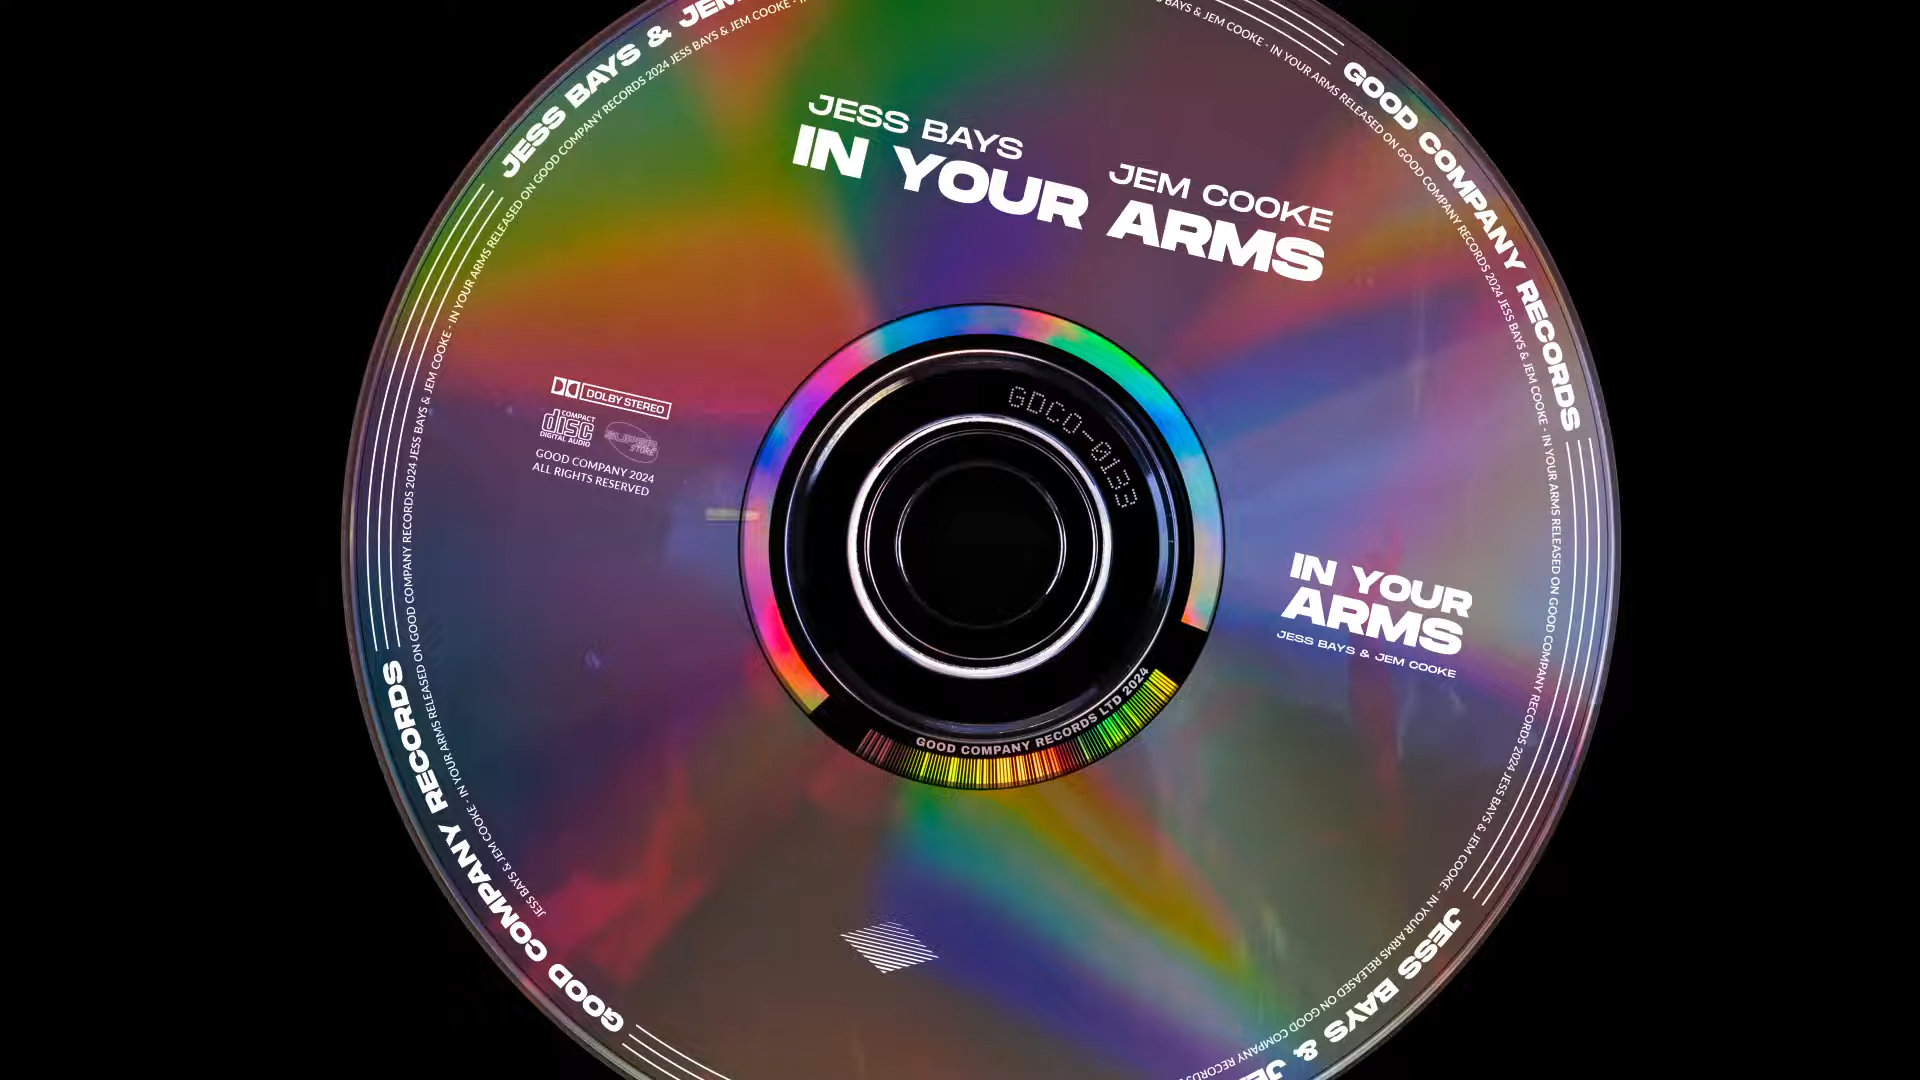 JESS BAYS & JEM
JESS BAYS & JEM COOKE - IN YOUR ARMS RELEASED ON GOOD COMPANY RECORDS 2024 JESS BAYS & JEM COOKE -
BAYS & JEM COOKE - IN YOUR ARMS RELEASED ON GOOD COMPANY RECORDS 2024 JESS BAYS & JEM COOKE - IN YOUR ARMS RELEASED ON GOOD COMPANY RECORDS 2024 JESS BAYS & JEM COOKE - IN YOUR ARMS RELEASED ON GOOD COMPANY RECORDS 2024 JESS BAYS
GOOD COMPANY RECORDS
JESS BAYS
JEM COOKE
IN YOUR ARMS
DOLBY STEREO
COMPACT
disc
DIGITAL AUDIO
SUPER
STORE
GOOD COMPANY 2024
ALL RIGHTS RESERVED
GDCO-0133
IN YOUR
ARMS
JESS BAYS & JEM COOKE
GOOD COMPANY RECORDS LTD 2024
GOOD COMPANY RECORDS
JESS BAYS & COOKE - IN YOUR ARMS RELEASED ON GOOD COMPANY RECORDS 2024
JESS BAYS & JE